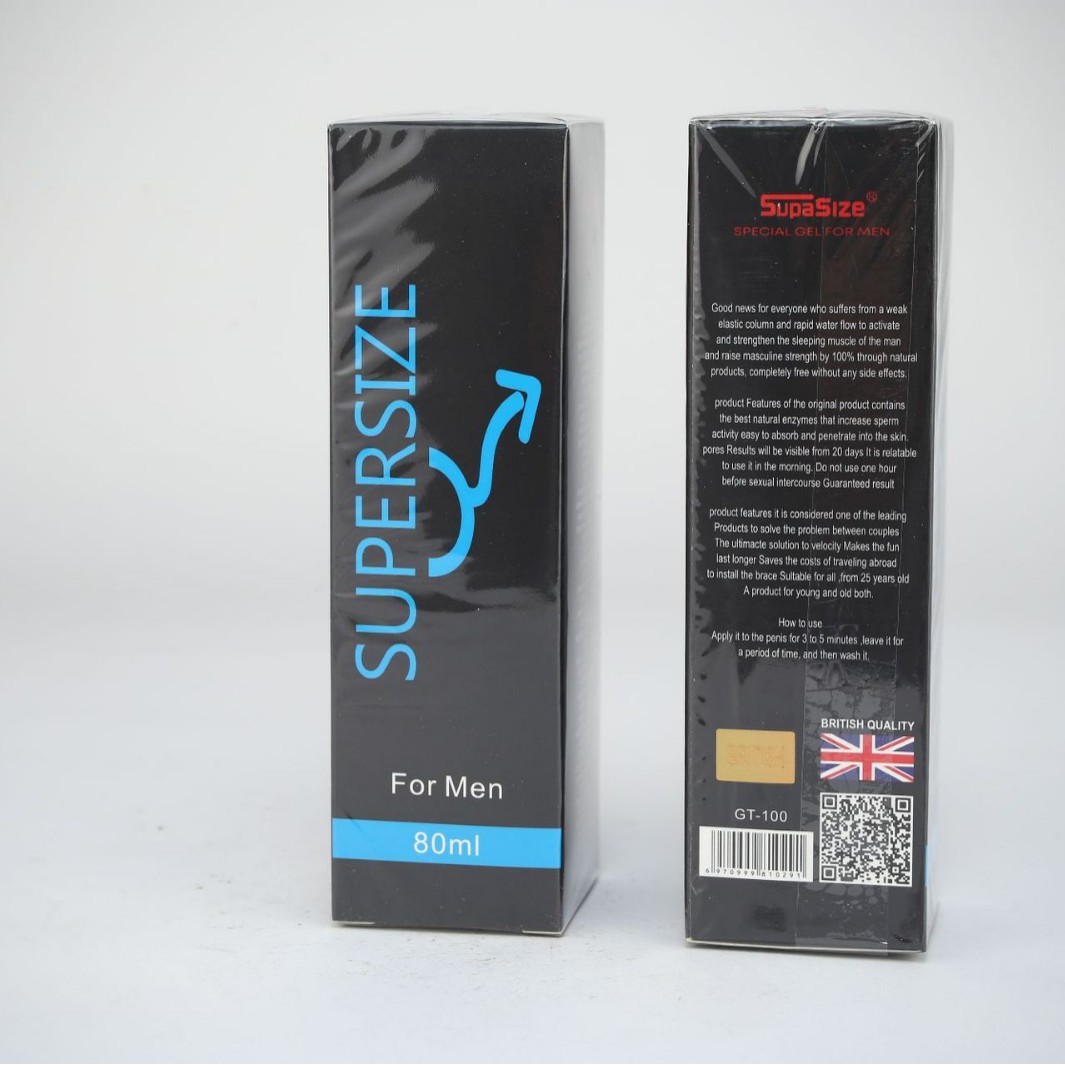 SUPERSIZE
For Men
80ml
SupaSize®
SPECIAL GEL FOR MEN
Good news for everyone who suffers from a weak
elastic column and rapid water flow to activate
and strengthen the sleeping muscle of the man
and raise masculine strength by 100% through natural
products, completely free without any side effects.
product Features of the original product contains
the best natural enzymes that increase sperm
activity easy to absorb and penetrate into the skin.
pores Results will be visible from 20 days It is relatable
to use it in the morning. Do not use one hour
before sexual intercourse Guaranteed result
product features it is considered one of the leading
Products to solve the problem between couples
The ultimacte solution to velocity Makes the fun
last longer Saves the costs of traveling abroad
to install the brace Sultable for all ,from 25 years old
A product for young and old both.
How to use
Apply it to the penis for 3 to 5 minutes ,leave it for
a period of time, and then wash it.
BRITISH QUALITY
GT-100
6 970999 610291